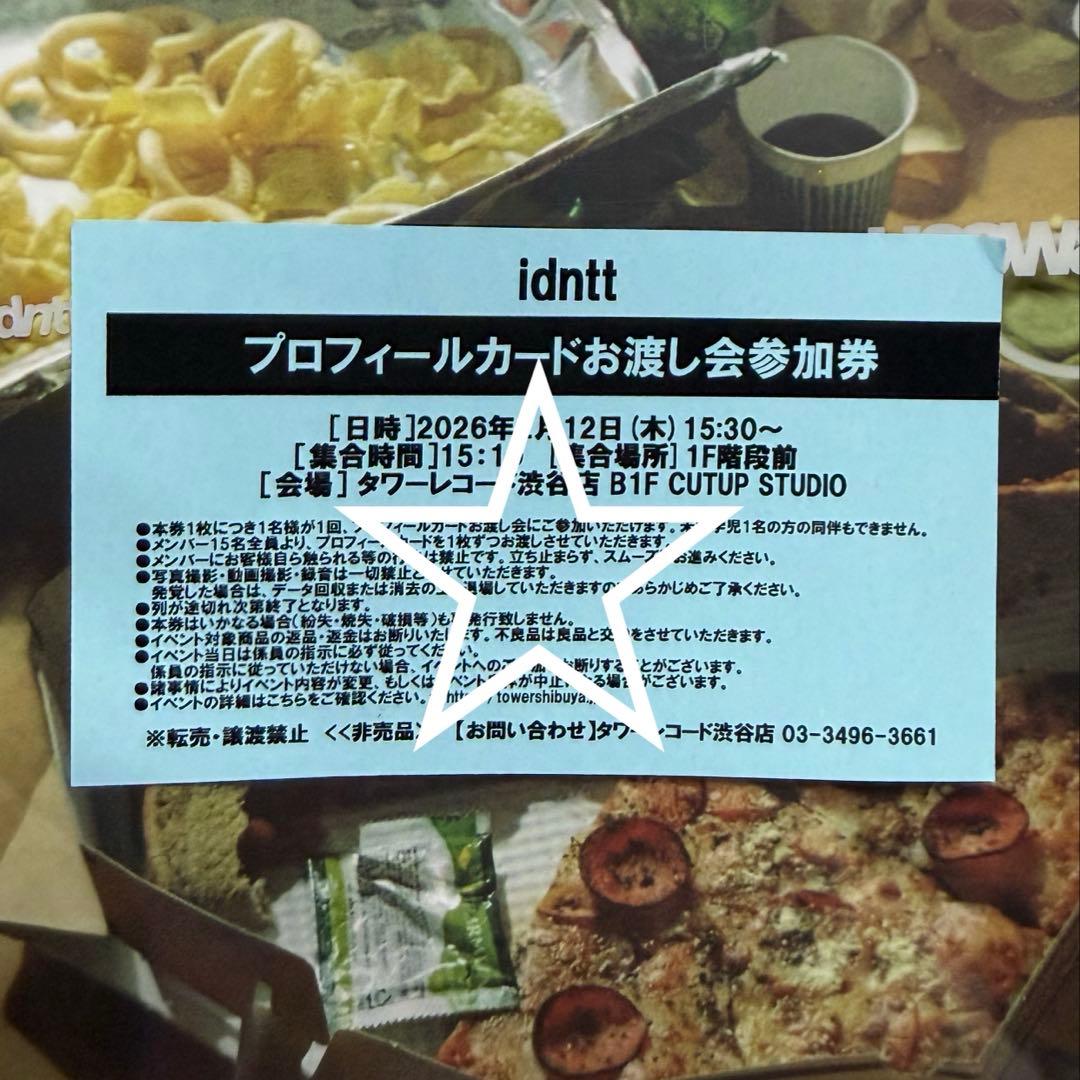 idntt
プロフィールカードお渡し会参加券
[日時]2026年 月12日(木)15:30〜
[集合時間]15:1 [集合場所]1F階段前
[会場]タワーレコード渋谷店 B1F CUTUP STUDIO
●本券1枚につき1名様が1回、プロフィールカードお渡し会にご参加いただけます。未 学児1名の方の同伴もできません。
●メンバー15名全員より、プロフィールカードを1枚ずつお渡しさせていただきます。
●メンバーにお客様自ら触られる等の行 は禁止です。立ち止まらず、スムーズ お進みください。
●写真撮影・動画撮影・録音は一切禁止と せていただきます。
発覚した場合は、データ回収または消去の上 退場していただきますの あらかじめご了承ください。
●列が途切れ次第終了となります。
●本券はいかなる場合(紛失・焼失・破損等)も 発行致しません。
●イベント対象商品の返品・返金はお断りいた ます。不良品は良品と交 をさせていただきます。
●イベント当日は係員の指示に必ず従ってくだ い。
係員の指示に従っていただけない場合、イベントへのご 加 お断りする とがございます。
●諸事情によりイベント内容が変更、もしくは ベント が中止 なる場合 ございます。
●イベントの詳細はこちらをご確認ください。 http towershibuya.
※転売・譲渡禁止 <<非売品> 【お問い合わせ】タワーレコード渋谷店 03-3496-3661